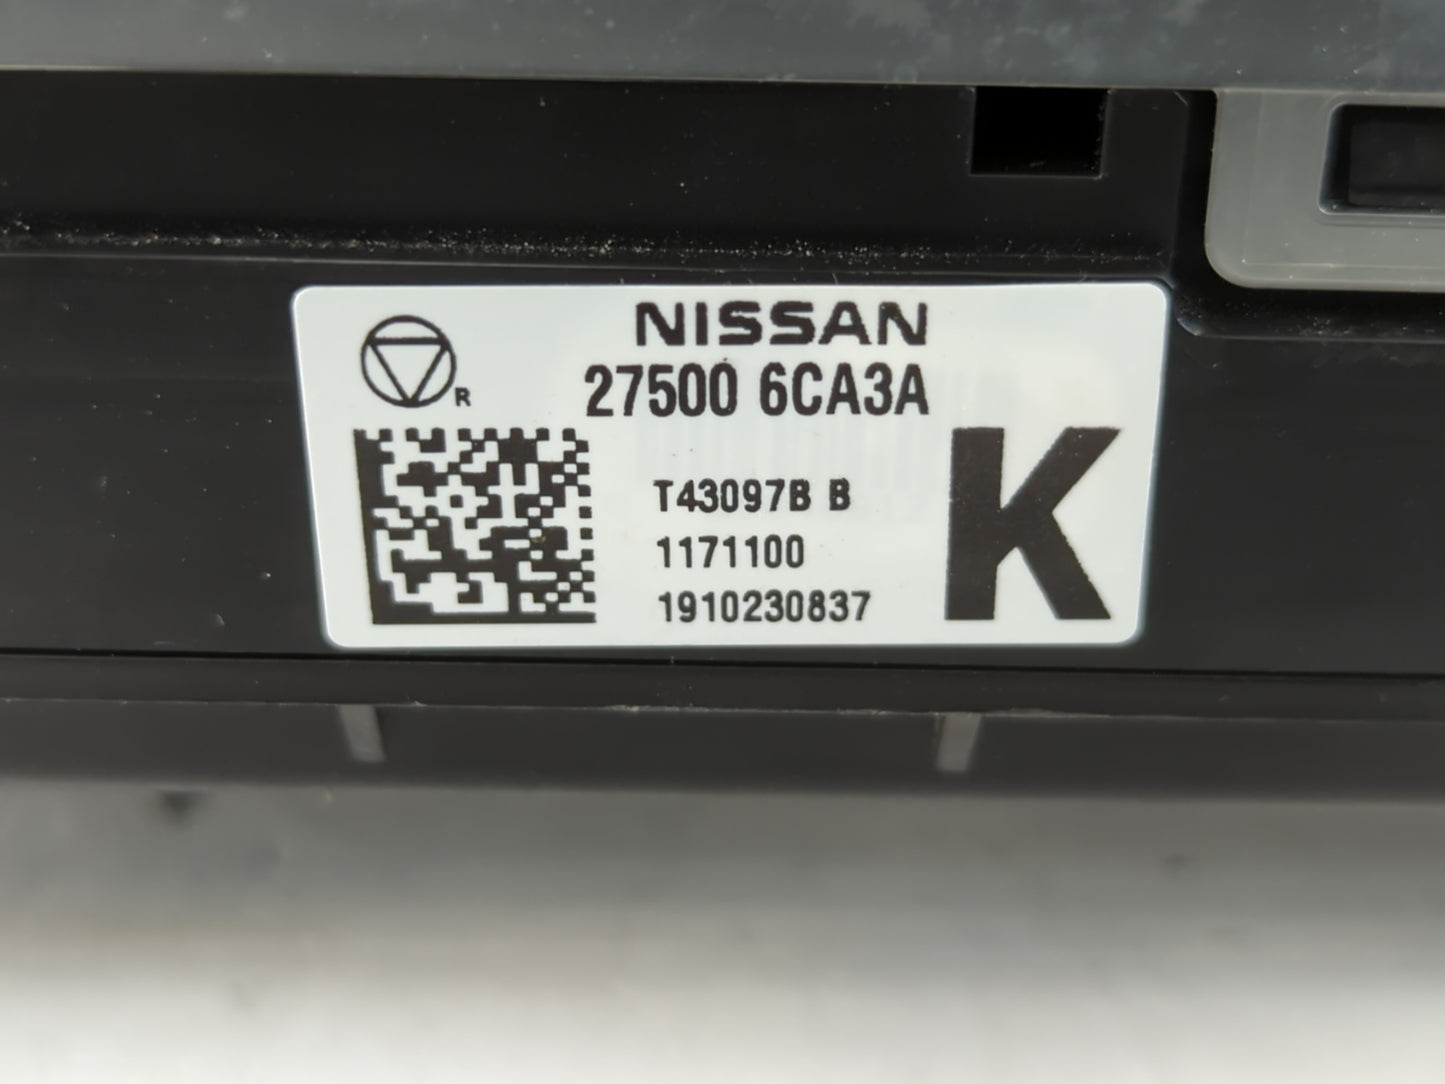 NISSAN
27500 6CA3A
R
T43097B B
1171100
1910230837
K